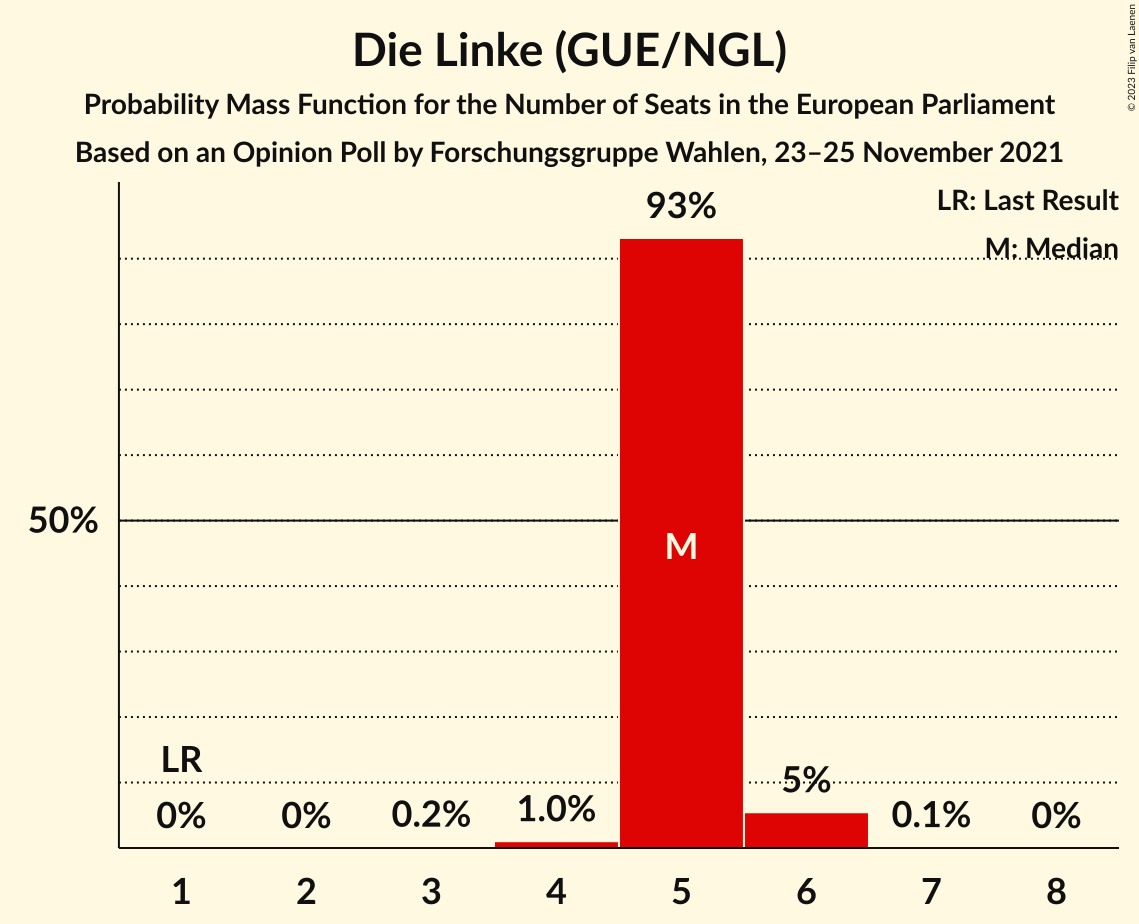 Die Linke (GUE/NGL)
Probability Mass Function for the Number of Seats in the European Parliament
Based on an Opinion Poll by Forschungsgruppe Wahlen, 23–25 November 2021
© 2023 Filip van Laenen
LR: Last Result
M: Median
93%
50%
M
LR
0%
0%
0.2%
1.0%
5%
0.1%
0%
1 2 3 4 5 6 7 8